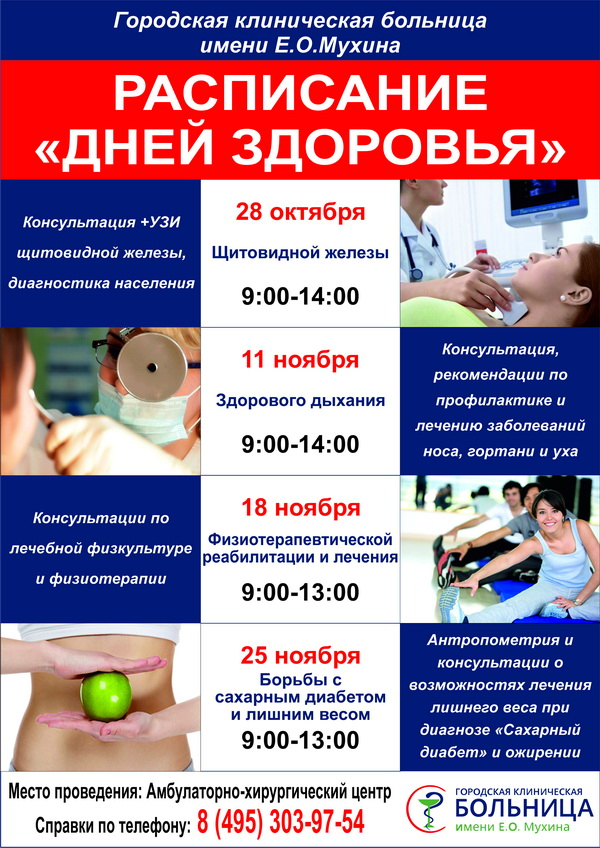 Городская клиническая больница
имени Е.О.Мухина
РАСПИСАНИЕ
«ДНЕЙ ЗДОРОВЬЯ»
Консультация +УЗИ
щитовидной железы,
диагностика населения
28 октября
Щитовидной железы
9:00-14:00
11 ноября
Здорового дыхания
9:00-14:00
Консультация,
рекомендации по
профилактике и
лечению заболеваний
носа, гортани и уха
Консультации по
лечебной физкультуре
и физиотерапии
18 ноября
Физиотерапевтической
реабилитации и лечения
9:00-13:00
25 ноября
Борьбы с
сахарным диабетом
и лишним весом
9:00-13:00
Антропометрия и
консультации о
возможностях лечения
лишнего веса при
диагнозе «Сахарный
диабет» и ожирении
Место проведения: Амбулаторно-хирургический центр
Справки по телефону: 8 (495) 303-97-54
ГОРОДСКАЯ КЛИНИЧЕСКАЯ
БОЛЬНИЦА
имени Е.О. Мухина